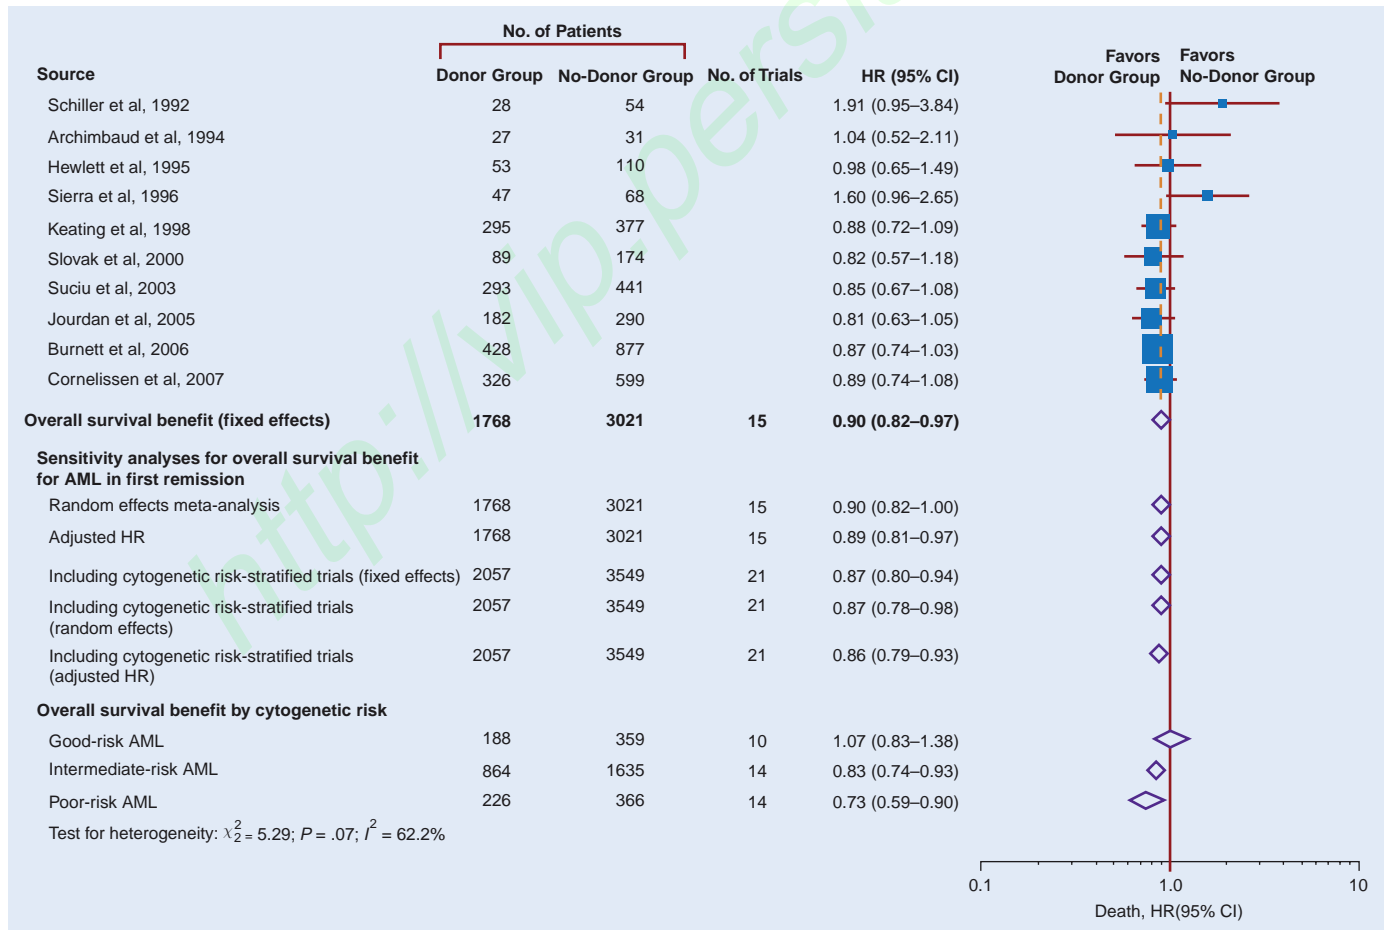 No. of Patients
Source Donor Group No-Donor Group No. of Trials HR (95% CI) Favors Donor Group Favors No-Donor Group
Schiller et al, 1992 28 54 1.91 (0.95–3.84)
Archimbaud et al, 1994 27 31 1.04 (0.52–2.11)
Hewlett et al, 1995 53 110 0.98 (0.65–1.49)
Sierra et al, 1996 47 68 1.60 (0.96–2.65)
Keating et al, 1998 295 377 0.88 (0.72–1.09)
Slovak et al, 2000 89 174 0.82 (0.57–1.18)
Suciu et al, 2003 293 441 0.85 (0.67–1.08)
Jourdan et al, 2005 182 290 0.81 (0.63–1.05)
Burnett et al, 2006 428 877 0.87 (0.74–1.03)
Cornelissen et al, 2007 326 599 0.89 (0.74–1.08)
Overall survival benefit (fixed effects) 1768 3021 15 0.90 (0.82–0.97)
Sensitivity analyses for overall survival benefit
for AML in first remission
Random effects meta-analysis 1768 3021 15 0.90 (0.82–1.00)
Adjusted HR 1768 3021 15 0.89 (0.81–0.97)
Including cytogenetic risk-stratified trials (fixed effects) 2057 3549 21 0.87 (0.80–0.94)
Including cytogenetic risk-stratified trials 2057 3549 21 0.87 (0.78–0.98)
(random effects)
Including cytogenetic risk-stratified trials 2057 3549 21 0.86 (0.79–0.93)
(adjusted HR)
Overall survival benefit by cytogenetic risk
Good-risk AML 188 359 10 1.07 (0.83–1.38)
Intermediate-risk AML 864 1635 14 0.83 (0.74–0.93)
Poor-risk AML 226 366 14 0.73 (0.59–0.90)
Test for heterogeneity: χ²₂ = 5.29; P = .07; I² = 62.2%
0.1 1.0 10
Death, HR(95% CI)
http://vip.persi